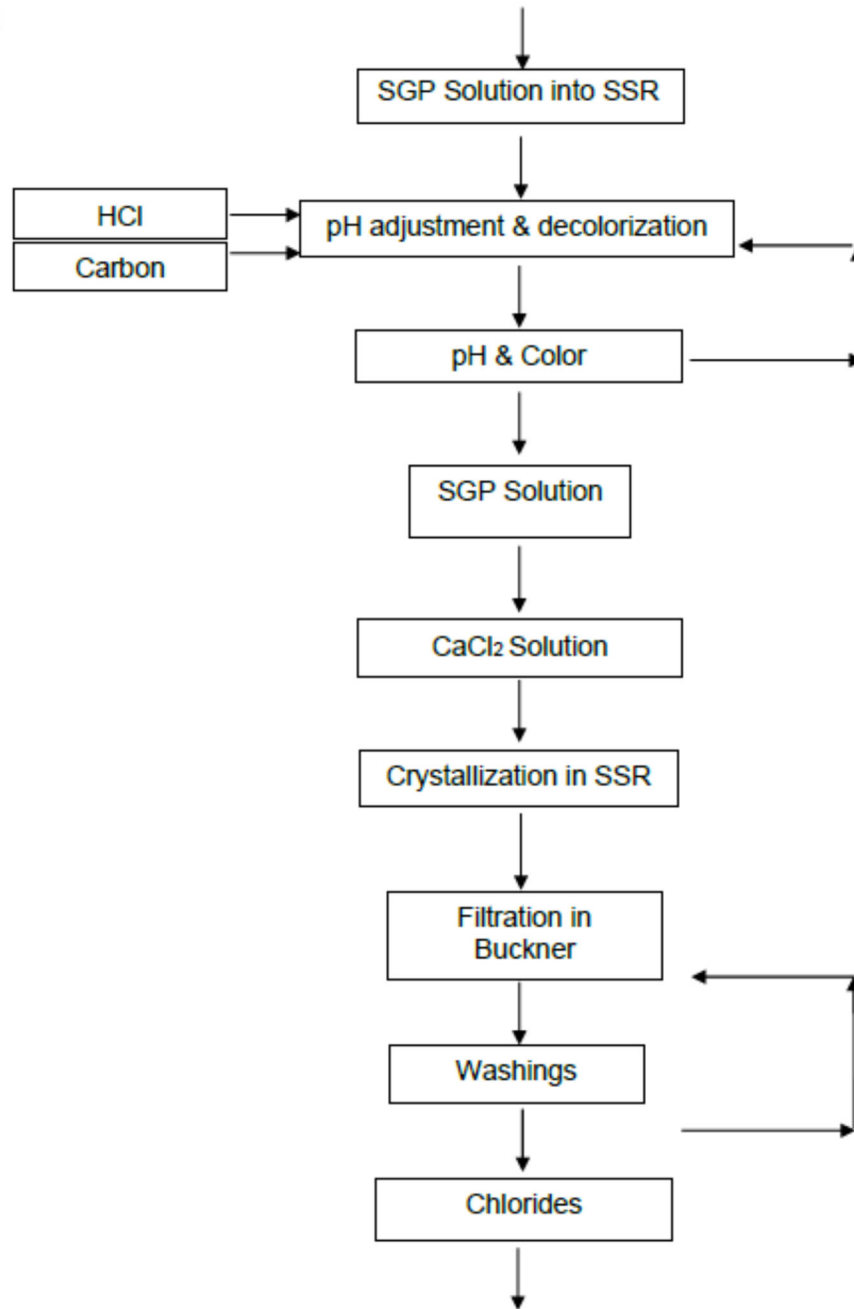 SGP Solution into SSR
HCl
pH adjustment & decolorization
Carbon
pH & Color
SGP Solution
CaCl₂ Solution
Crystallization in SSR
Filtration in
Buckner
Washings
Chlorides